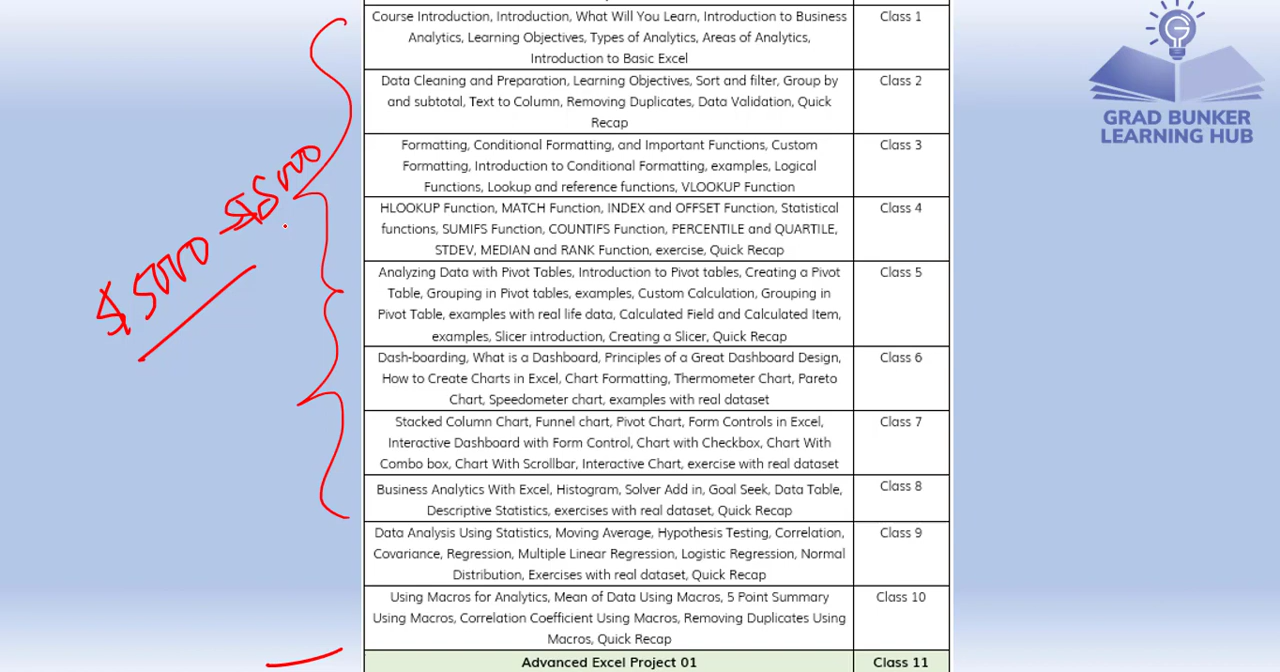 Course Introduction, Introduction, What Will You Learn, Introduction to Business
Analytics, Learning Objectives, Types of Analytics, Areas of Analytics,
Introduction to Basic Excel
Class 1
Data Cleaning and Preparation, Learning Objectives, Sort and filter, Group by
and subtotal, Text to Column, Removing Duplicates, Data Validation, Quick
Recap
Class 2
Formatting, Conditional Formatting, and Important Functions, Custom
Formatting, Introduction to Conditional Formatting, examples, Logical
Functions, Lookup and reference functions, VLOOKUP Function
Class 3
HLOOKUP Function, MATCH Function, INDEX and OFFSET Function, Statistical
functions, SUMIFS Function, COUNTIFS Function, PERCENTILE and QUARTILE,
STDEV, MEDIAN and RANK Function, exercise, Quick Recap
Class 4
Analyzing Data with Pivot Tables, Introduction to Pivot tables, Creating a Pivot
Table, Grouping in Pivot tables, examples, Custom Calculation, Grouping in
Pivot Table, examples with real life data, Calculated Field and Calculated Item,
examples, Slicer introduction, Creating a Slicer, Quick Recap
Class 5
Dash-boarding, What is a Dashboard, Principles of a Great Dashboard Design,
How to Create Charts in Excel, Chart Formatting, Thermometer Chart, Pareto
Chart, Speedometer chart, examples with real dataset
Class 6
Stacked Column Chart, Funnel chart, Pivot Chart, Form Controls in Excel,
Interactive Dashboard with Form Control, Chart with Checkbox, Chart With
Combo box, Chart With Scrollbar, Interactive Chart, exercise with real dataset
Class 7
Business Analytics With Excel, Histogram, Solver Add in, Goal Seek, Data Table,
Descriptive Statistics, exercises with real dataset, Quick Recap
Class 8
Data Analysis Using Statistics, Moving Average, Hypothesis Testing, Correlation,
Covariance, Regression, Multiple Linear Regression, Logistic Regression, Normal
Distribution, Exercises with real dataset, Quick Recap
Class 9
Using Macros for Analytics, Mean of Data Using Macros, 5 Point Summary
Using Macros, Correlation Coefficient Using Macros, Removing Duplicates Using
Macros, Quick Recap
Class 10
Advanced Excel Project 01
Class 11
GRAD BUNKER
LEARNING HUB
$5000